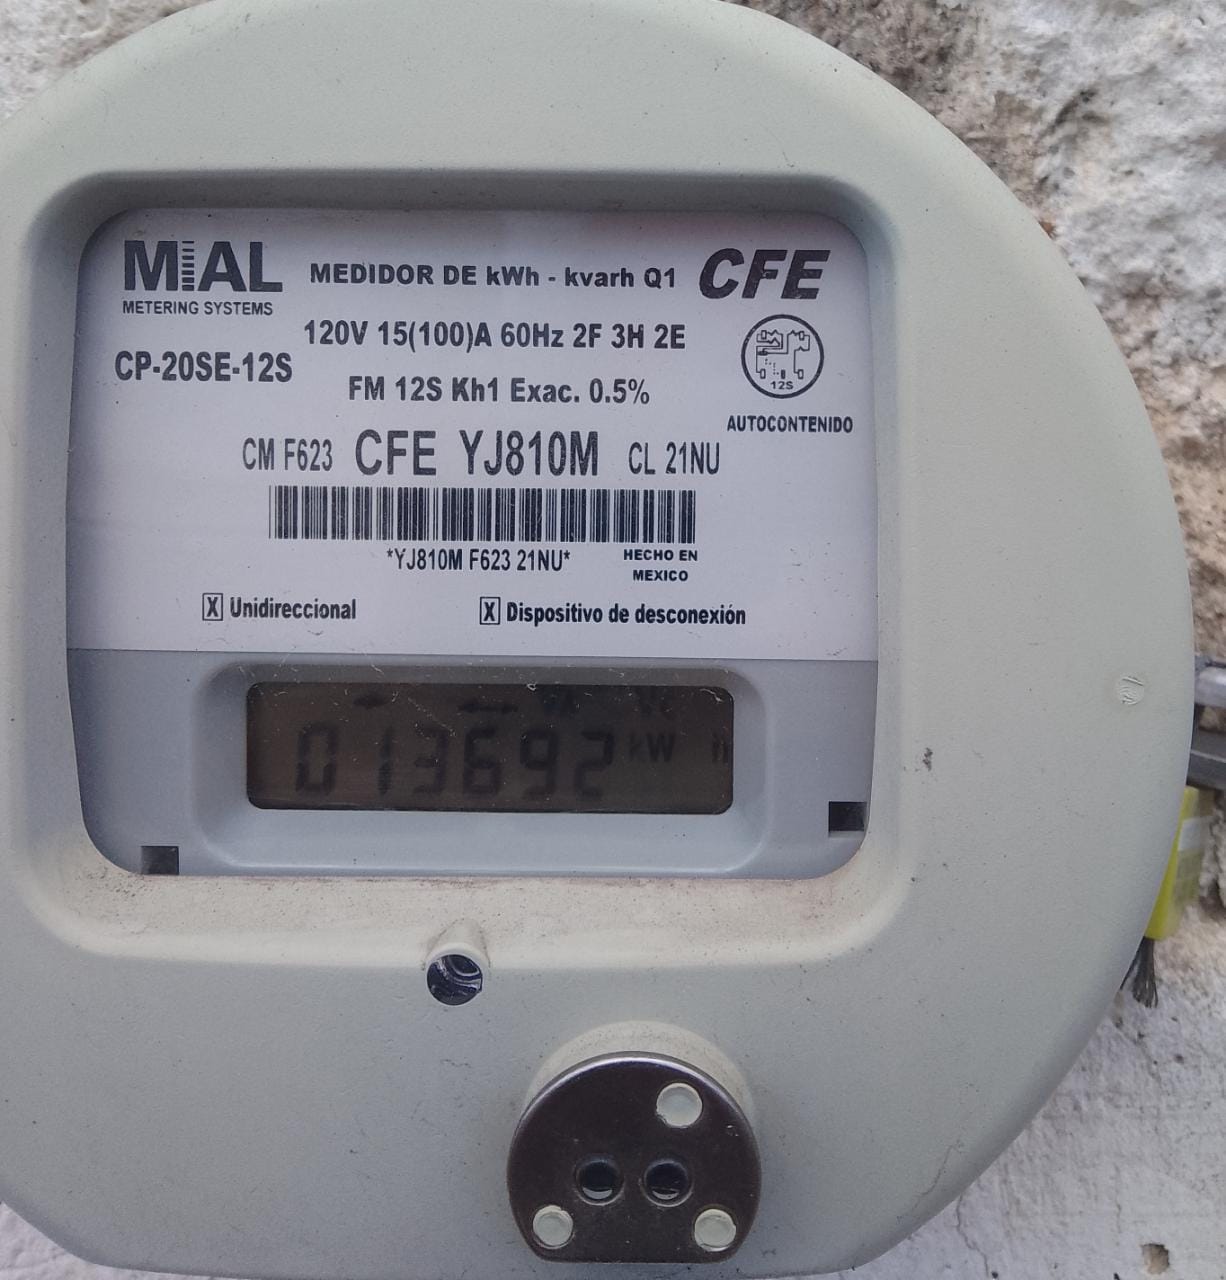 MIAL
METERING SYSTEMS
MEDIDOR DE kWh - kvarh Q1
CFE
120V 15(100)A 60Hz 2F 3H 2E
CP-20SE-12S
FM 12S Kh1 Exac. 0.5%
12S
AUTOCONTENIDO
CM F623 CFE YJ810M CL 21NU
*YJ810M F623 21NU*
HECHO EN
MEXICO
X Unidireccional
X Dispositivo de desconexión
013692 kW h